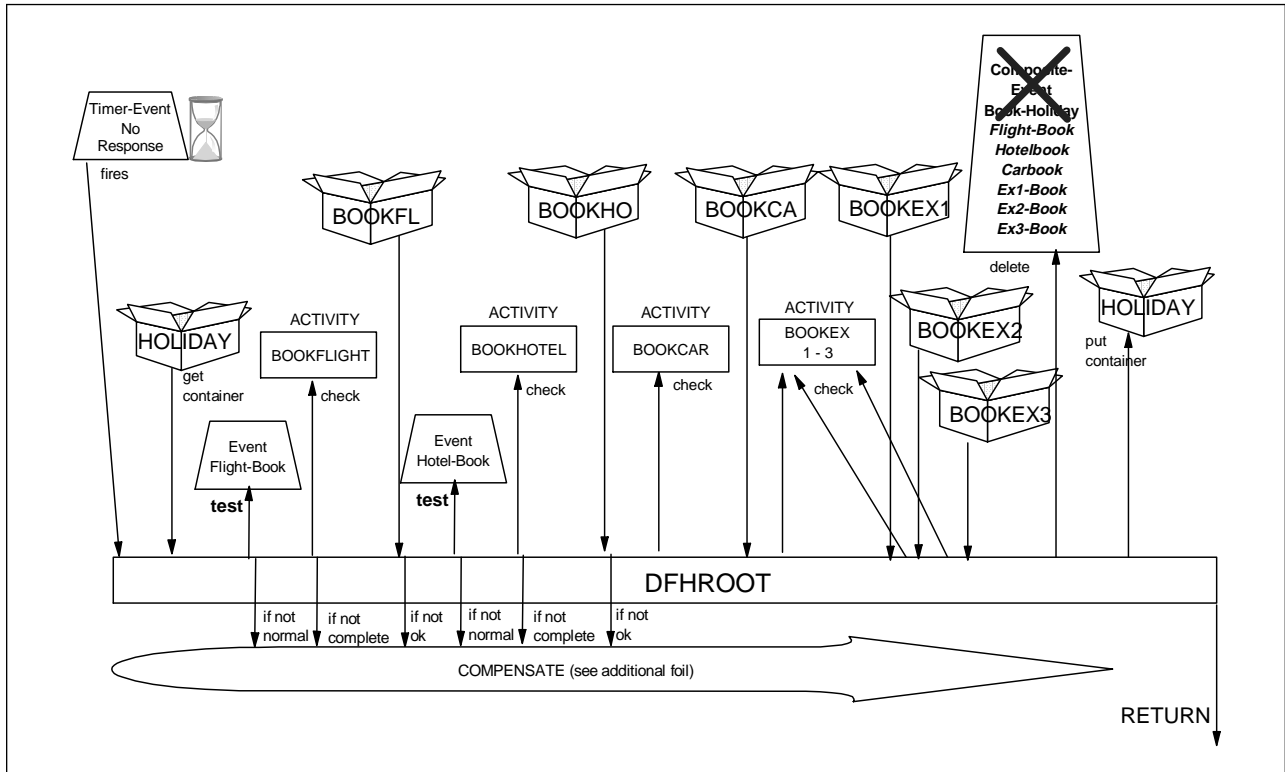 Timer-Event
No
Response
fires
Composite-
Event
Book-Holiday
Flight-Book
Hotelbook
Carbook
Ex1-Book
Ex2-Book
Ex3-Book
delete
BOOKFL
BOOKHO
BOOKCA
BOOKEX1
HOLIDAY
get
container
ACTIVITY
BOOKFLIGHT
check
ACTIVITY
BOOKHOTEL
check
ACTIVITY
BOOKCAR
check
ACTIVITY
BOOKEX
1 - 3
check
BOOKEX2
BOOKEX3
HOLIDAY
put
container
Event
Flight-Book
test
Event
Hotel-Book
test
DFHROOT
if not
normal
if not
complete
if not
ok
if not
normal
if not
complete
if not
ok
COMPENSATE (see additional foil)
RETURN